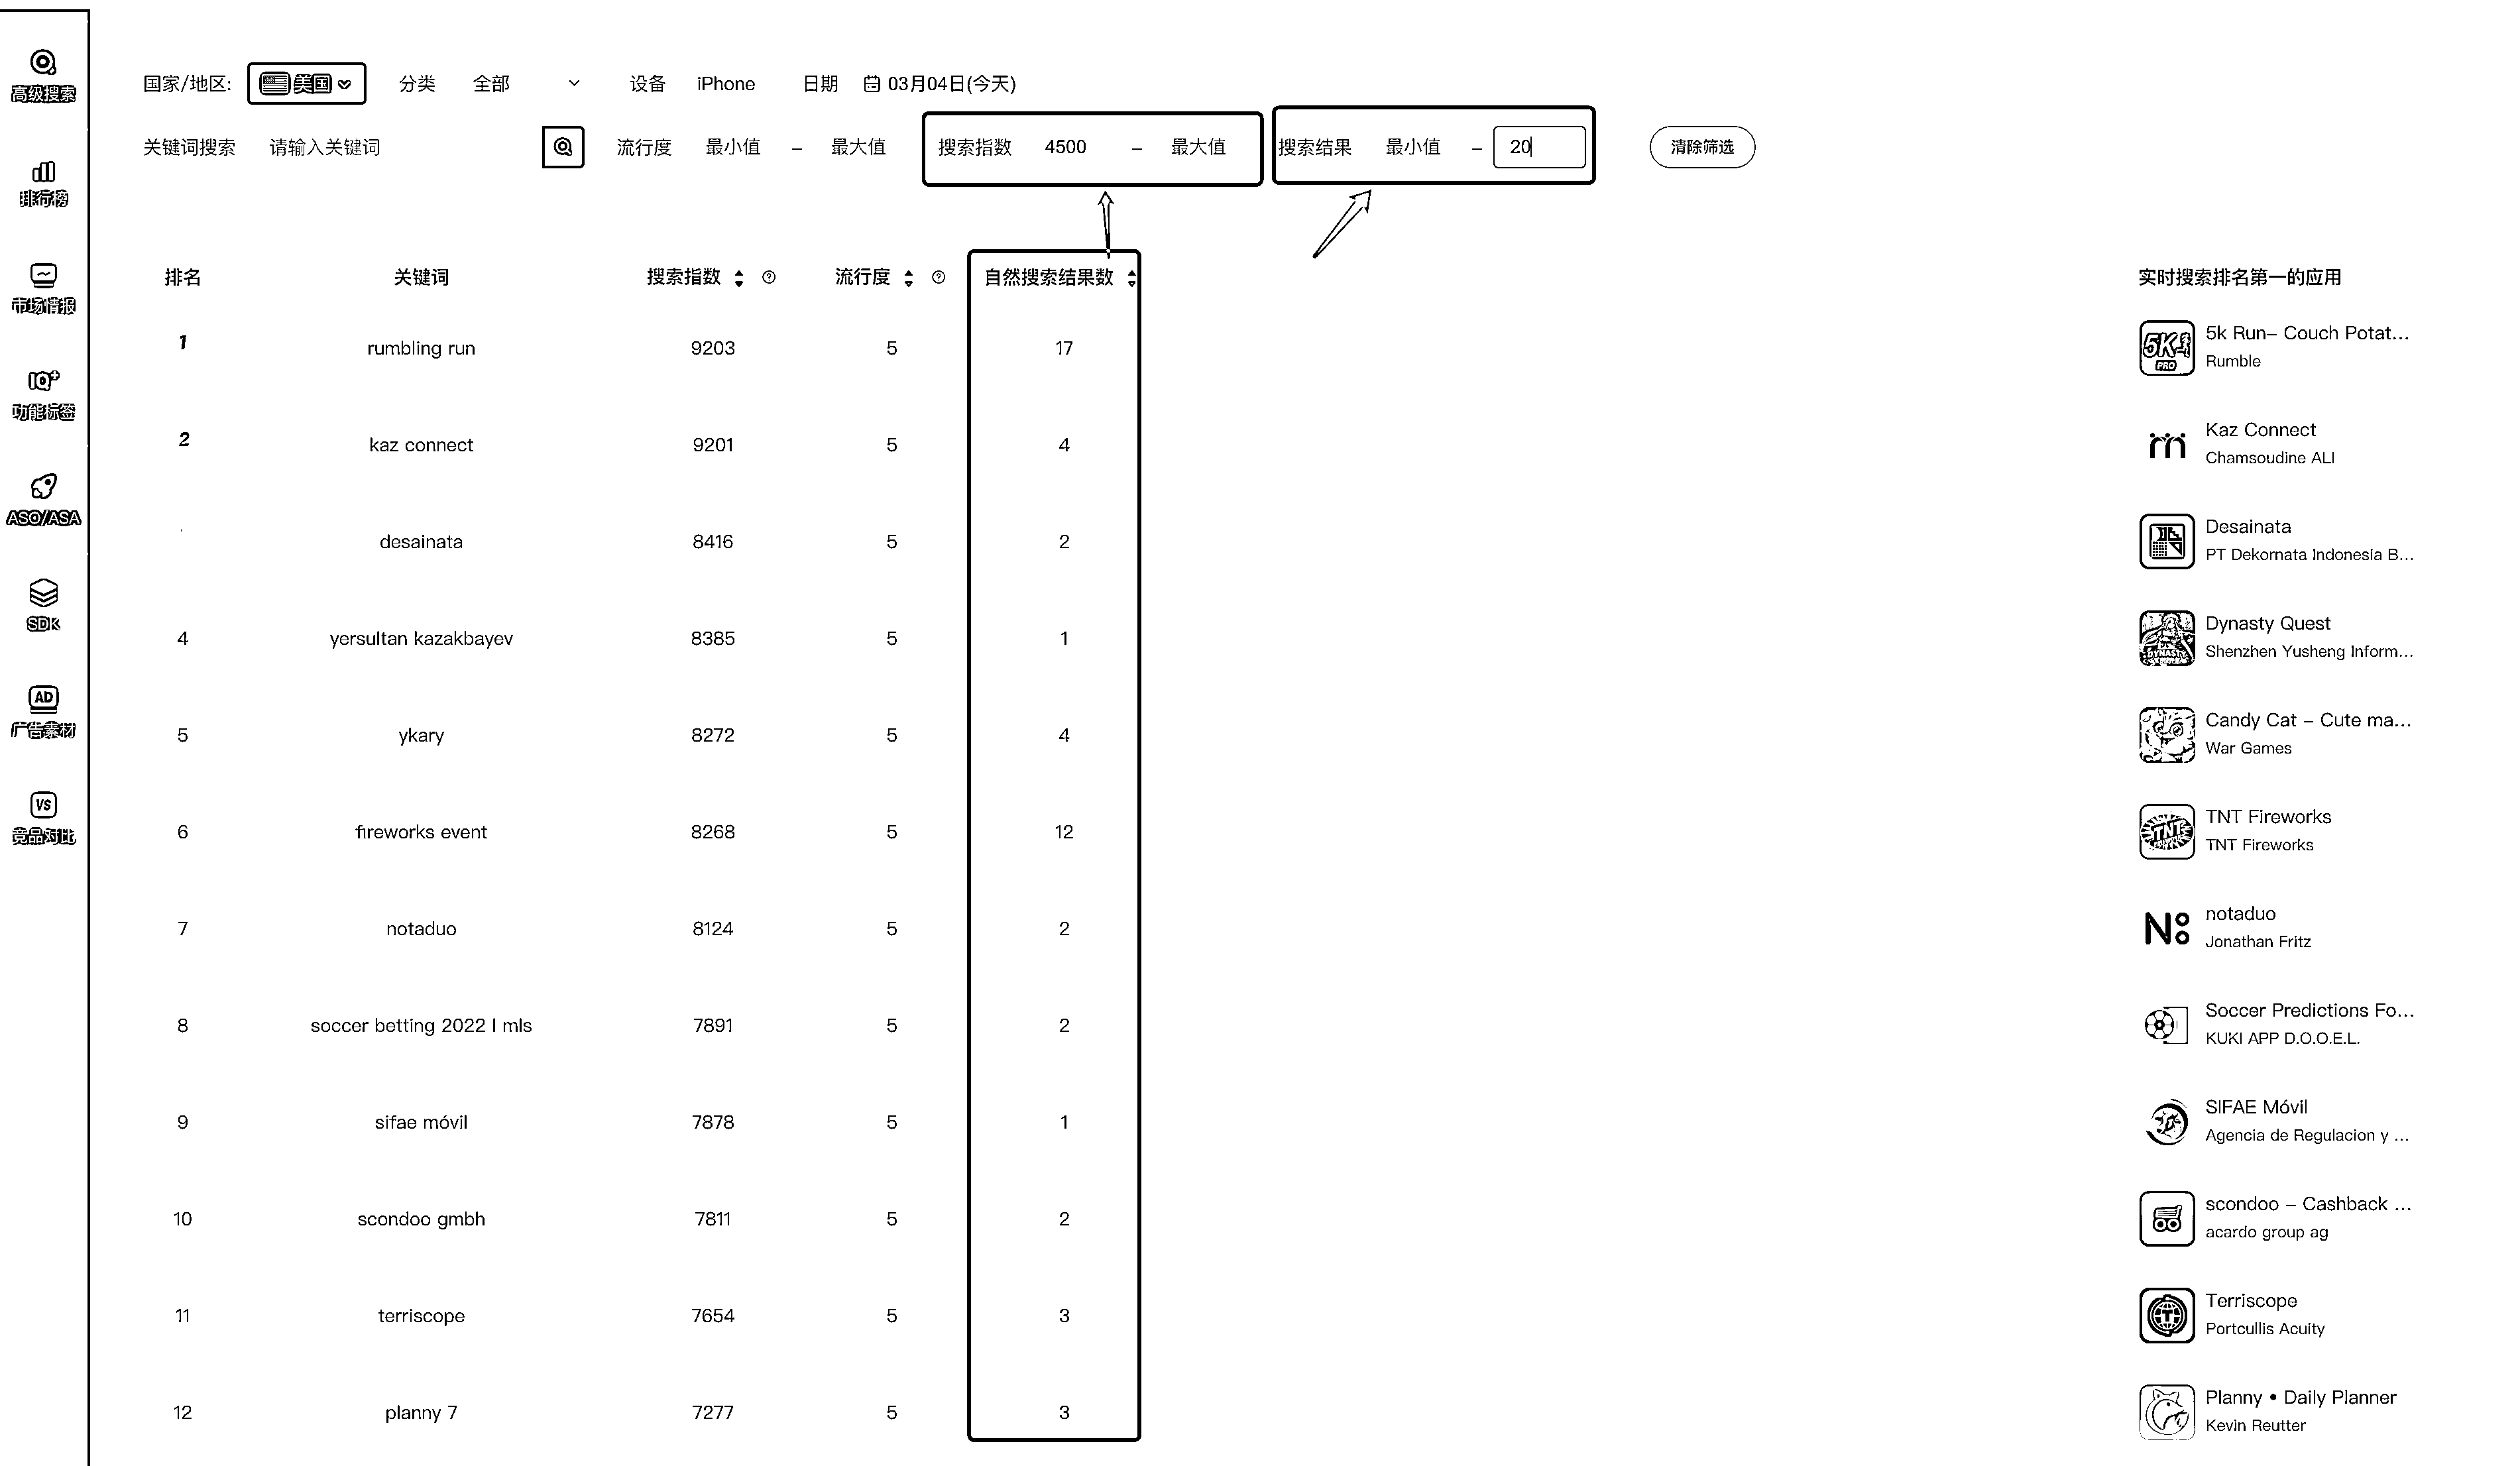 高级搜索
排行榜
市场情报
IQ+
功能标签
ASO/ASA
SDK
AD
广告素材
VS
竞品对比
国家/地区: 美国 分类 全部 设备 iPhone 日期 03月04日(今天)
关键词搜索 请输入关键词 流行度 最小值 – 最大值 搜索指数 4500 – 最大值 搜索结果 最小值 – 20 清除筛选
排名 关键词 搜索指数 流行度 自然搜索结果数 实时搜索排名第一的应用
1 rumbling run 9203 5 17 5K PRO 5k Run– Couch Potat...
Rumble
2 kaz connect 9201 5 4 Kaz Connect
Chamsoudine ALI
desainata 8416 5 2 Desainata
PT Dekornata Indonesia B...
4 yersultan kazakbayev 8385 5 1 Dynasty Quest
Shenzhen Yusheng Inform...
5 ykary 8272 5 4 Candy Cat – Cute ma...
War Games
6 fireworks event 8268 5 12 TNT TNT Fireworks
TNT Fireworks
7 notaduo 8124 5 2 notaduo
Jonathan Fritz
8 soccer betting 2022 l mls 7891 5 2 Soccer Predictions Fo...
KUKI APP D.O.O.E.L.
9 sifae móvil 7878 5 1 SIFAE Móvil
Agencia de Regulacion y ...
10 scondoo gmbh 7811 5 2 scondoo – Cashback ...
acardo group ag
11 terriscope 7654 5 3 T Terriscope
Portcullis Acuity
12 planny 7 7277 5 3 Planny • Daily Planner
Kevin Reutter